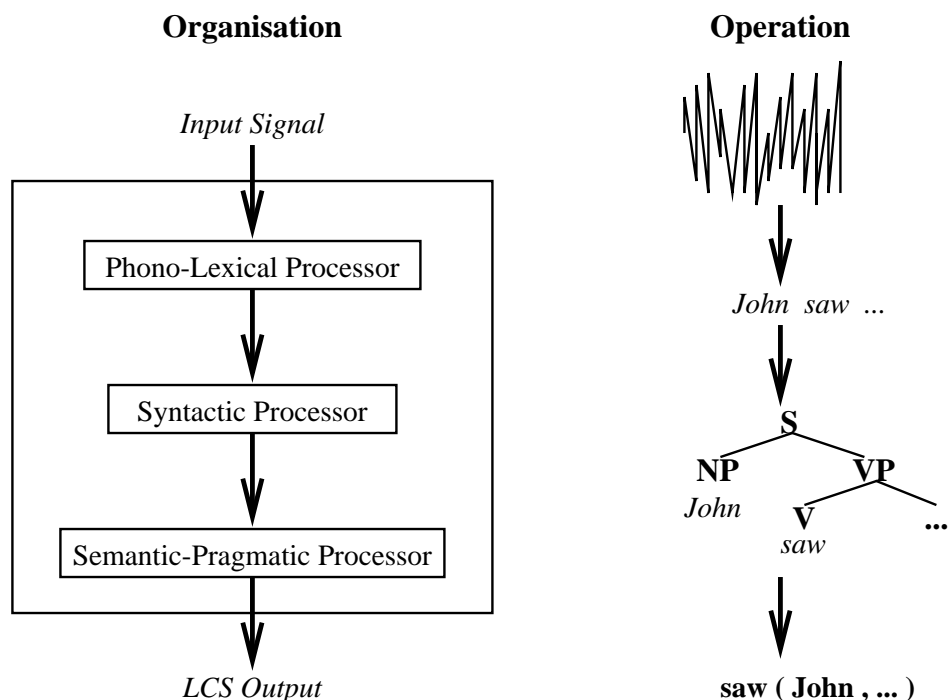 Organisation
Input Signal
Phono-Lexical Processor
Syntactic Processor
Semantic-Pragmatic Processor
LCS Output
Operation
John saw ...
S
NP VP
John
V ...
saw
saw ( John , ... )